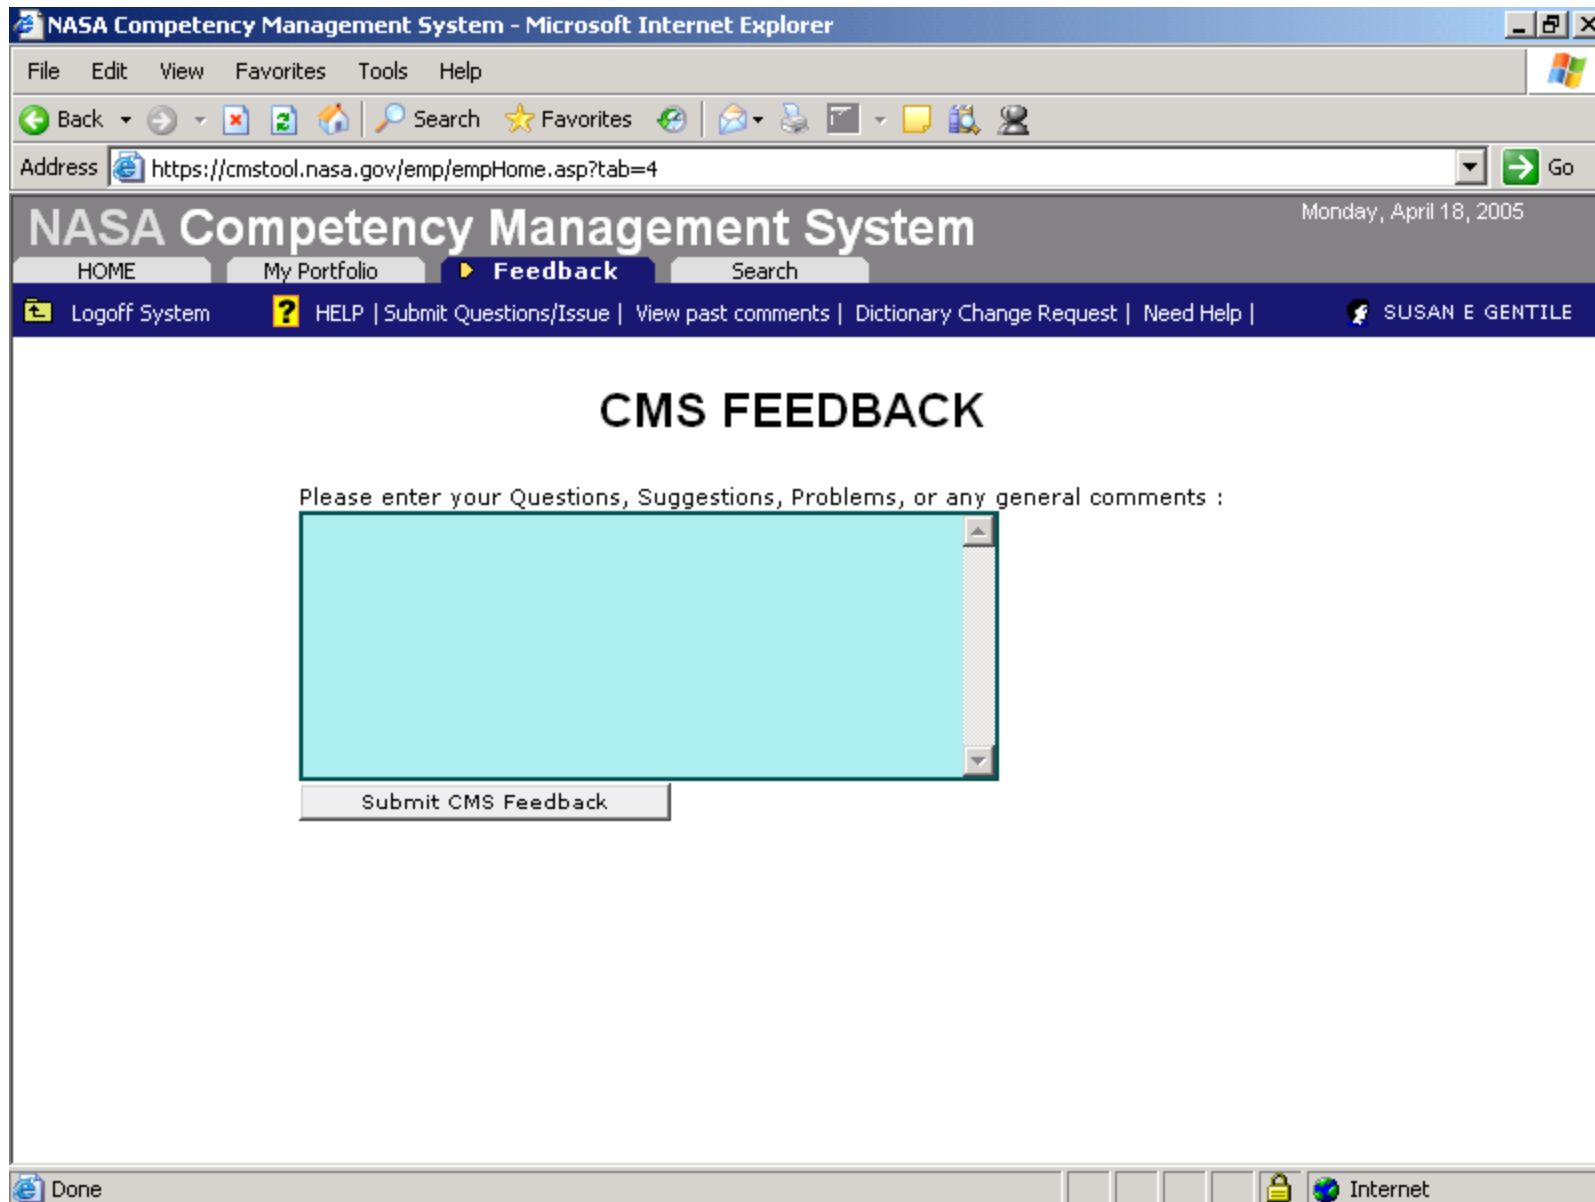 NASA Competency Management System - Microsoft Internet Explorer
File Edit View Favorites Tools Help
Back Search Favorites
Address https://cmstool.nasa.gov/emp/empHome.asp?tab=4 Go
NASA Competency Management System Monday, April 18, 2005
HOME My Portfolio Feedback Search
Logoff System ? HELP | Submit Questions/Issue | View past comments | Dictionary Change Request | Need Help | SUSAN E GENTILE
CMS FEEDBACK
Please enter your Questions, Suggestions, Problems, or any general comments :
Submit CMS Feedback
Done Internet